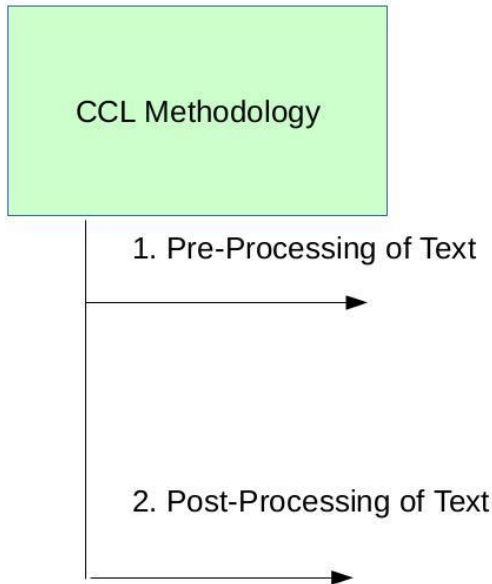 CCL Methodology
1. Pre-Processing of Text
2. Post-Processing of Text